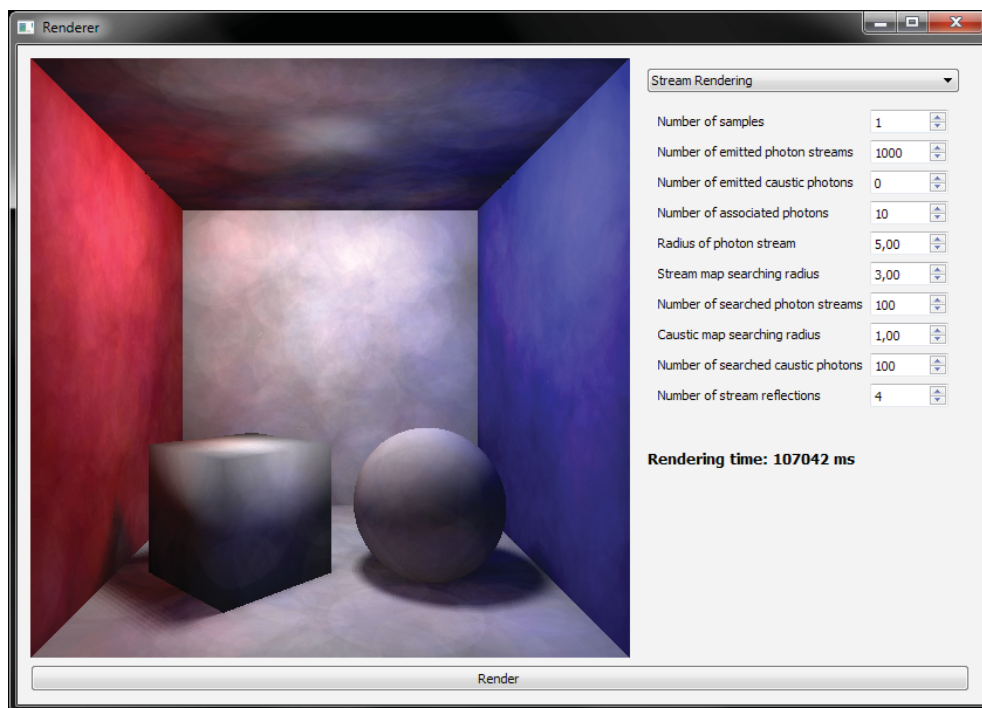 Renderer
Stream Rendering
Number of samples 1
Number of emitted photon streams 1000
Number of emitted caustic photons 0
Number of associated photons 10
Radius of photon stream 5,00
Stream map searching radius 3,00
Number of searched photon streams 100
Caustic map searching radius 1,00
Number of searched caustic photons 100
Number of stream reflections 4
Rendering time: 107042 ms
Render